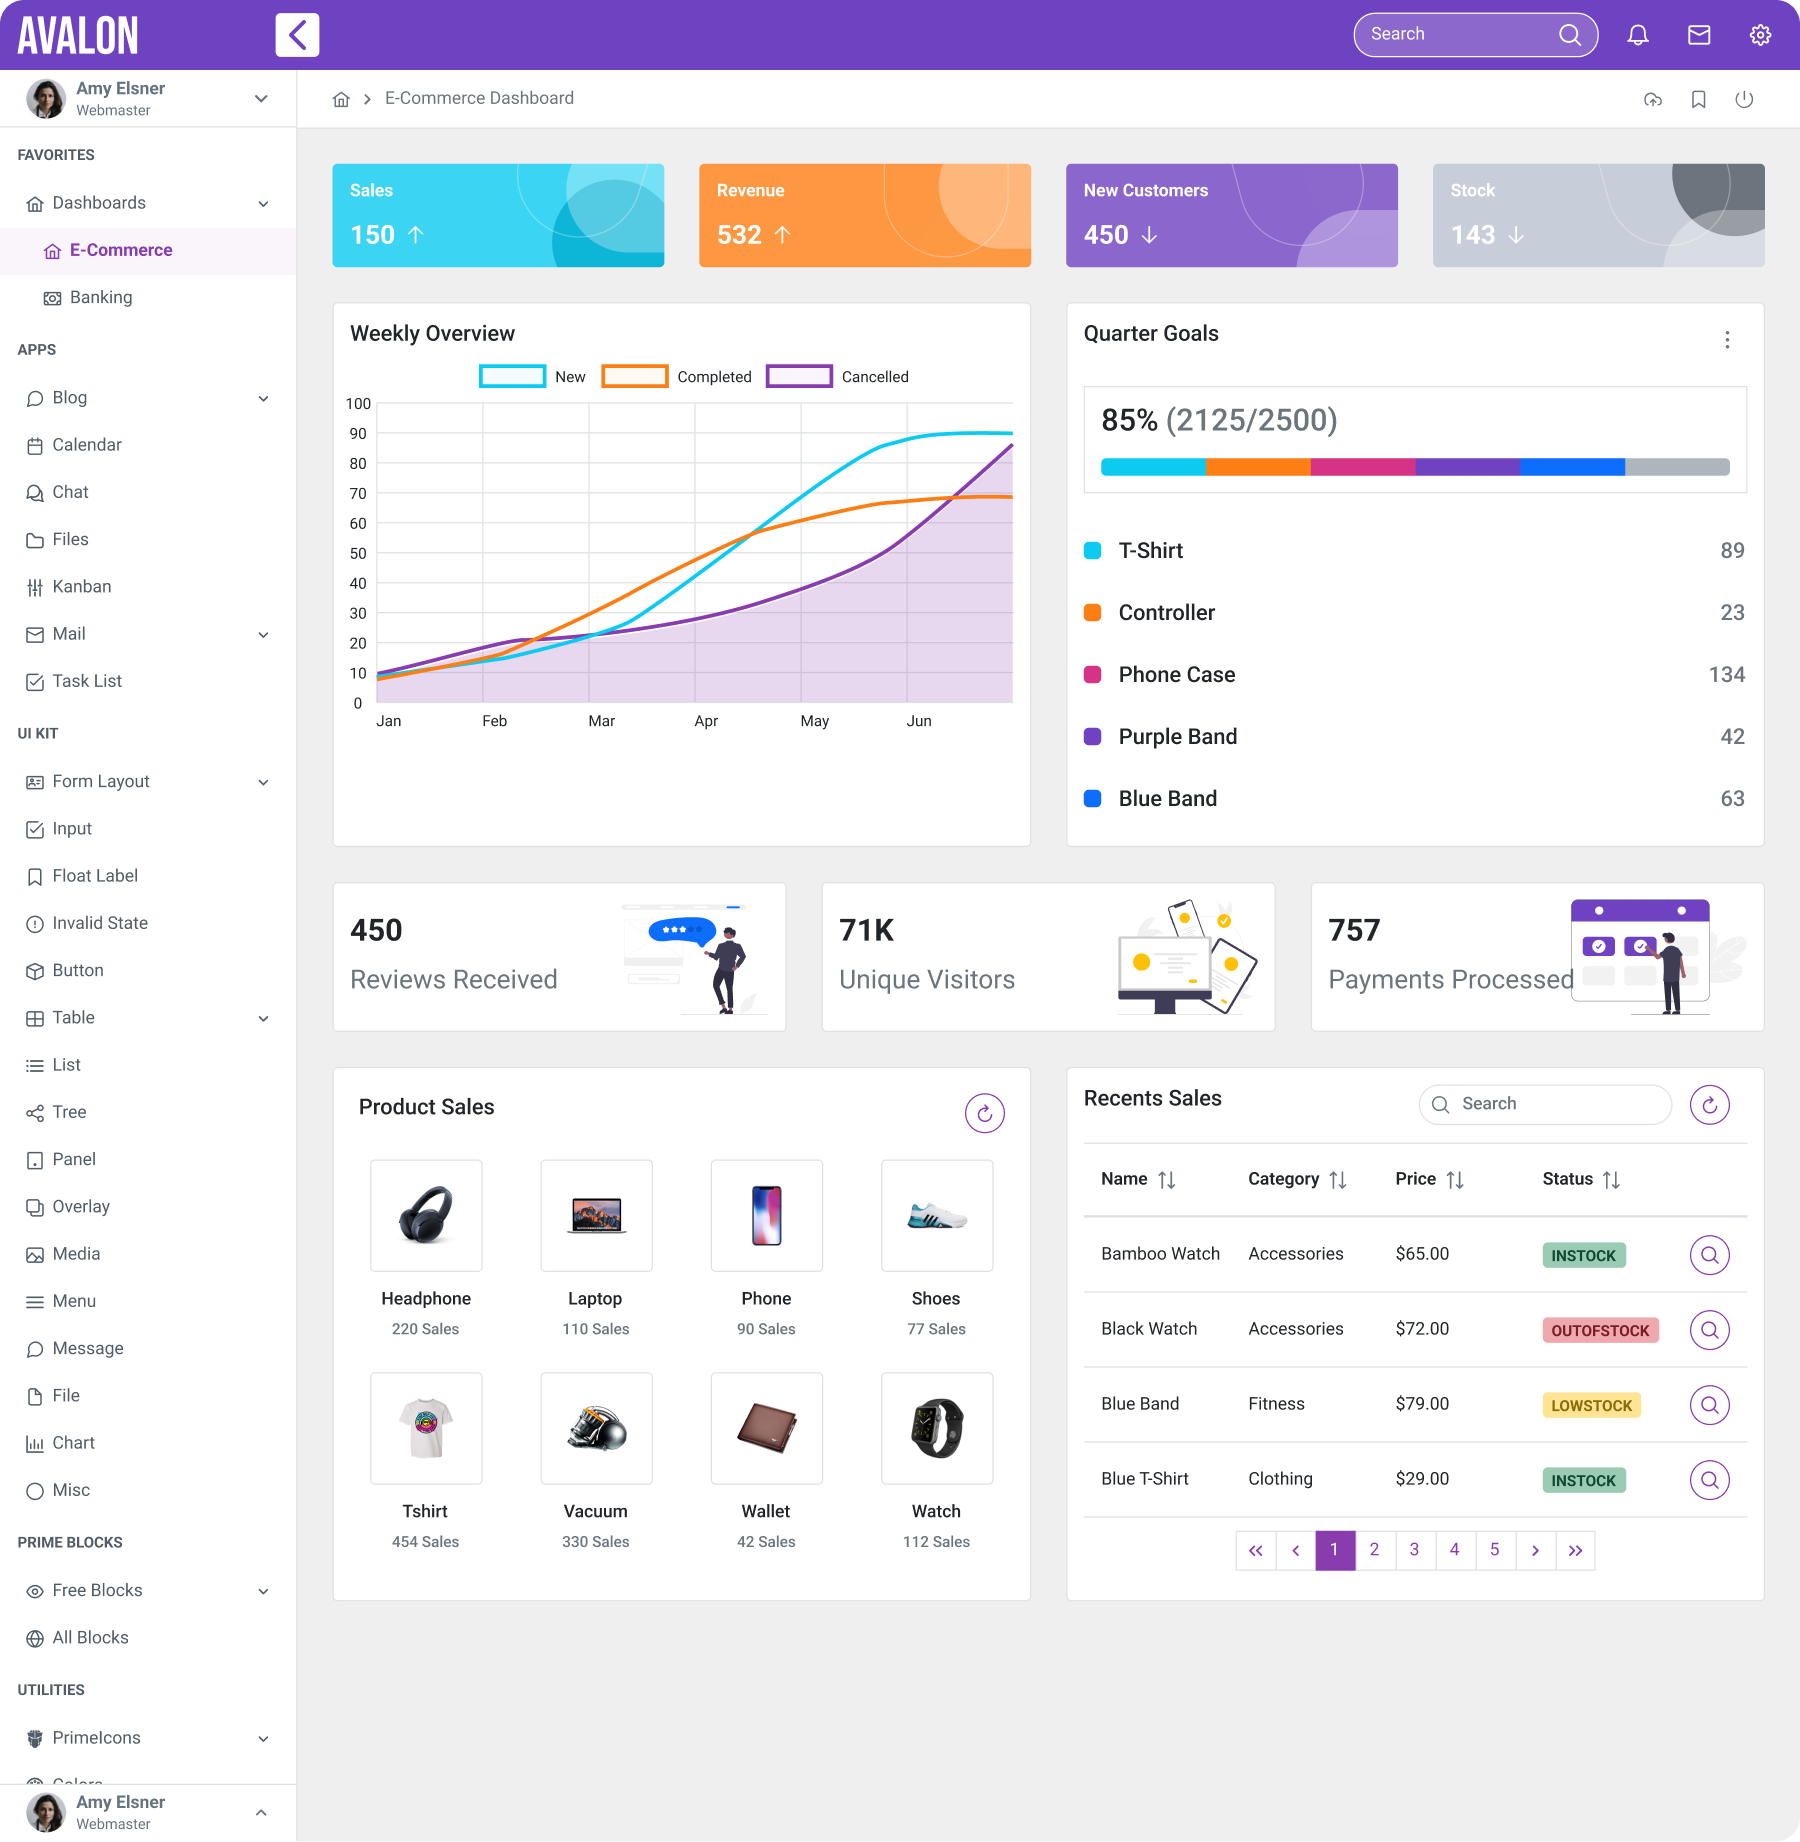 AVALON
Search
Amy Elsner
Webmaster
E-Commerce Dashboard
FAVORITES
Dashboards
E-Commerce
Banking
APPS
Blog
Calendar
Chat
Files
Kanban
Mail
Task List
UI KIT
Form Layout
Input
Float Label
Invalid State
Button
Table
List
Tree
Panel
Overlay
Media
Menu
Message
File
Chart
Misc
PRIME BLOCKS
Free Blocks
All Blocks
UTILITIES
PrimeIcons
Colors
Amy Elsner
Webmaster
Sales
150
Revenue
532
New Customers
450
Stock
143
Weekly Overview
New Completed Cancelled
100
90
80
70
60
50
40
30
20
10
0
Jan Feb Mar Apr May Jun
Quarter Goals
85% (2125/2500)
T-Shirt 89
Controller 23
Phone Case 134
Purple Band 42
Blue Band 63
450
Reviews Received
71K
Unique Visitors
757
Payments Processed
Product Sales
Headphone Laptop Phone Shoes
220 Sales 110 Sales 90 Sales 77 Sales
Tshirt Vacuum Wallet Watch
454 Sales 330 Sales 42 Sales 112 Sales
Recents Sales
Search
Name Category Price Status
Bamboo Watch Accessories $65.00 INSTOCK
Black Watch Accessories $72.00 OUTOFSTOCK
Blue Band Fitness $79.00 LOWSTOCK
Blue T-Shirt Clothing $29.00 INSTOCK
1 2 3 4 5